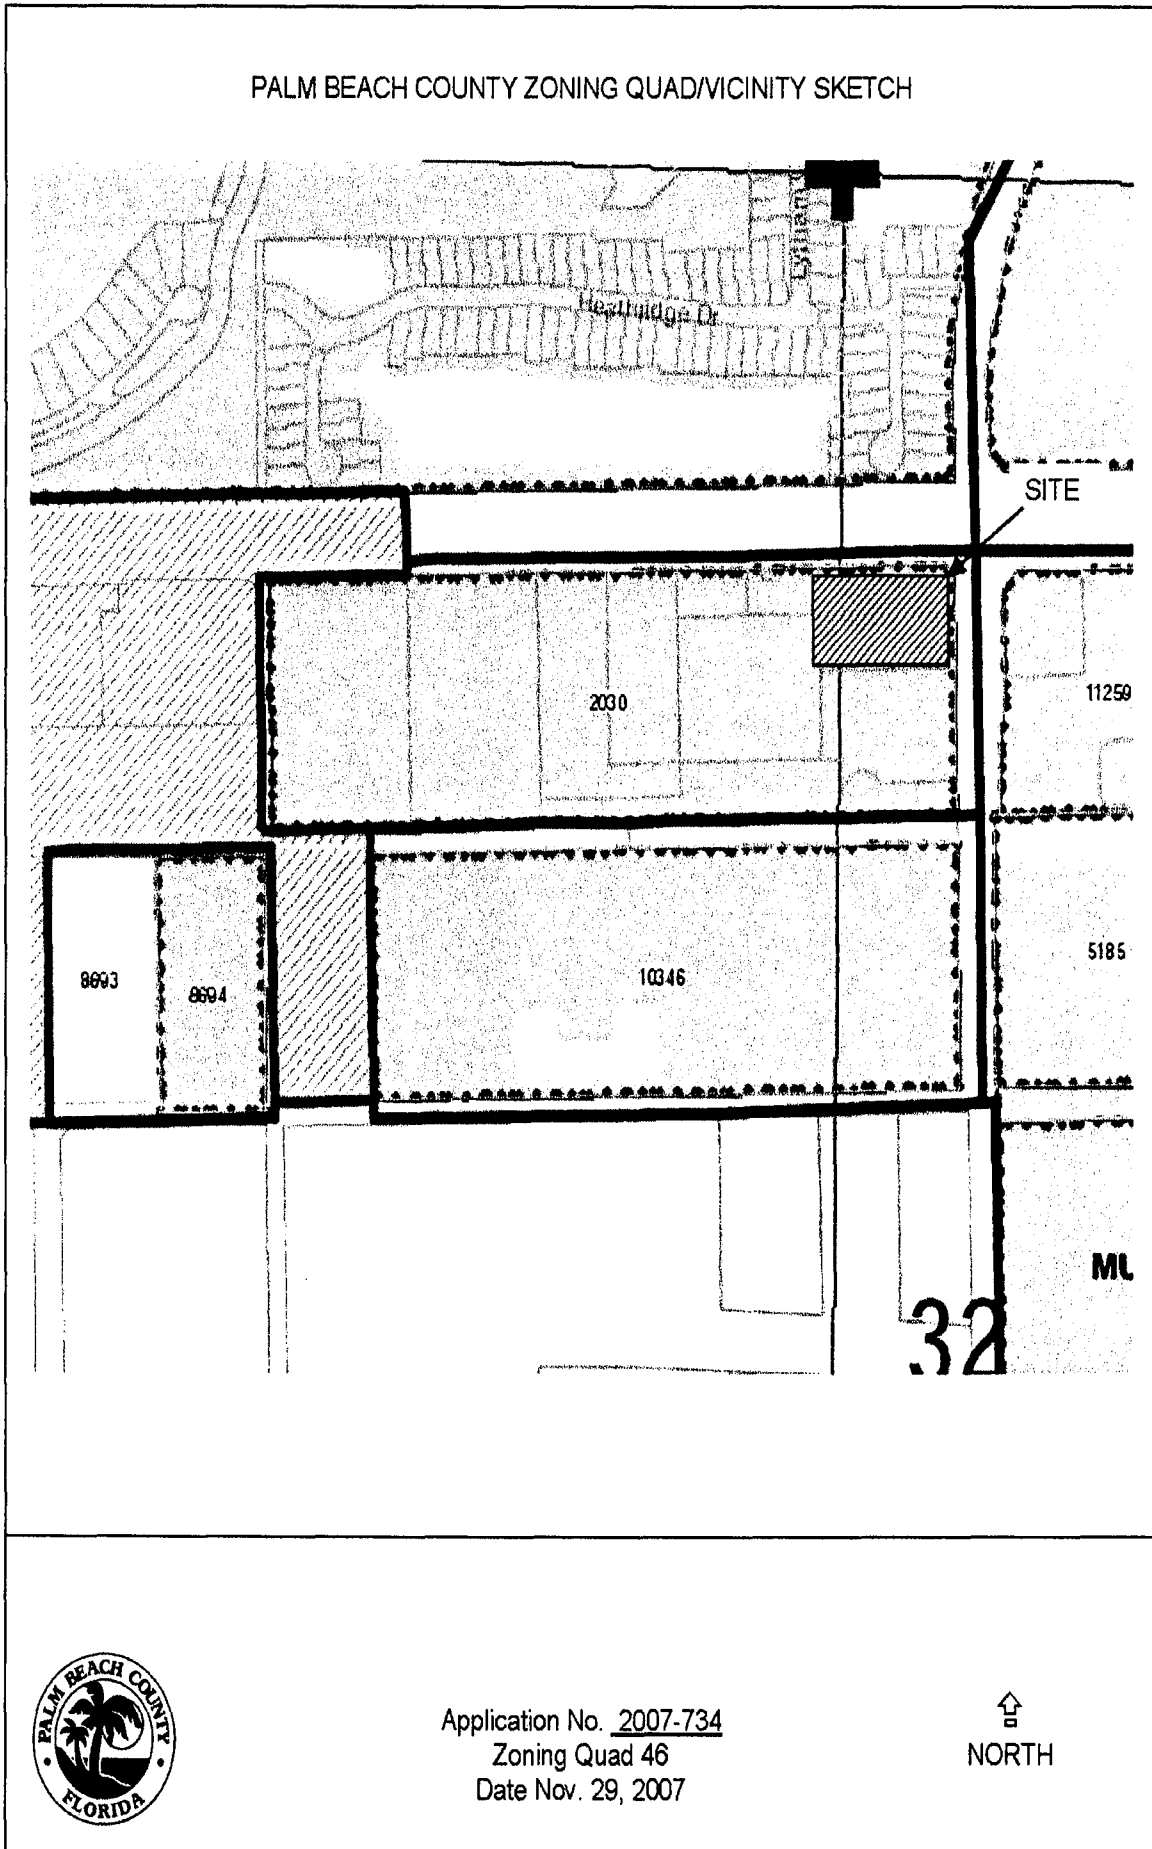 PALM BEACH COUNTY ZONING QUAD/VICINITY SKETCH
Heathridge Dr
SITE
2030
11259
8693
8694
10346
5185
MU
32
PALM BEACH COUNTY
FLORIDA
Application No. 2007-734
Zoning Quad 46
Date Nov. 29, 2007
NORTH